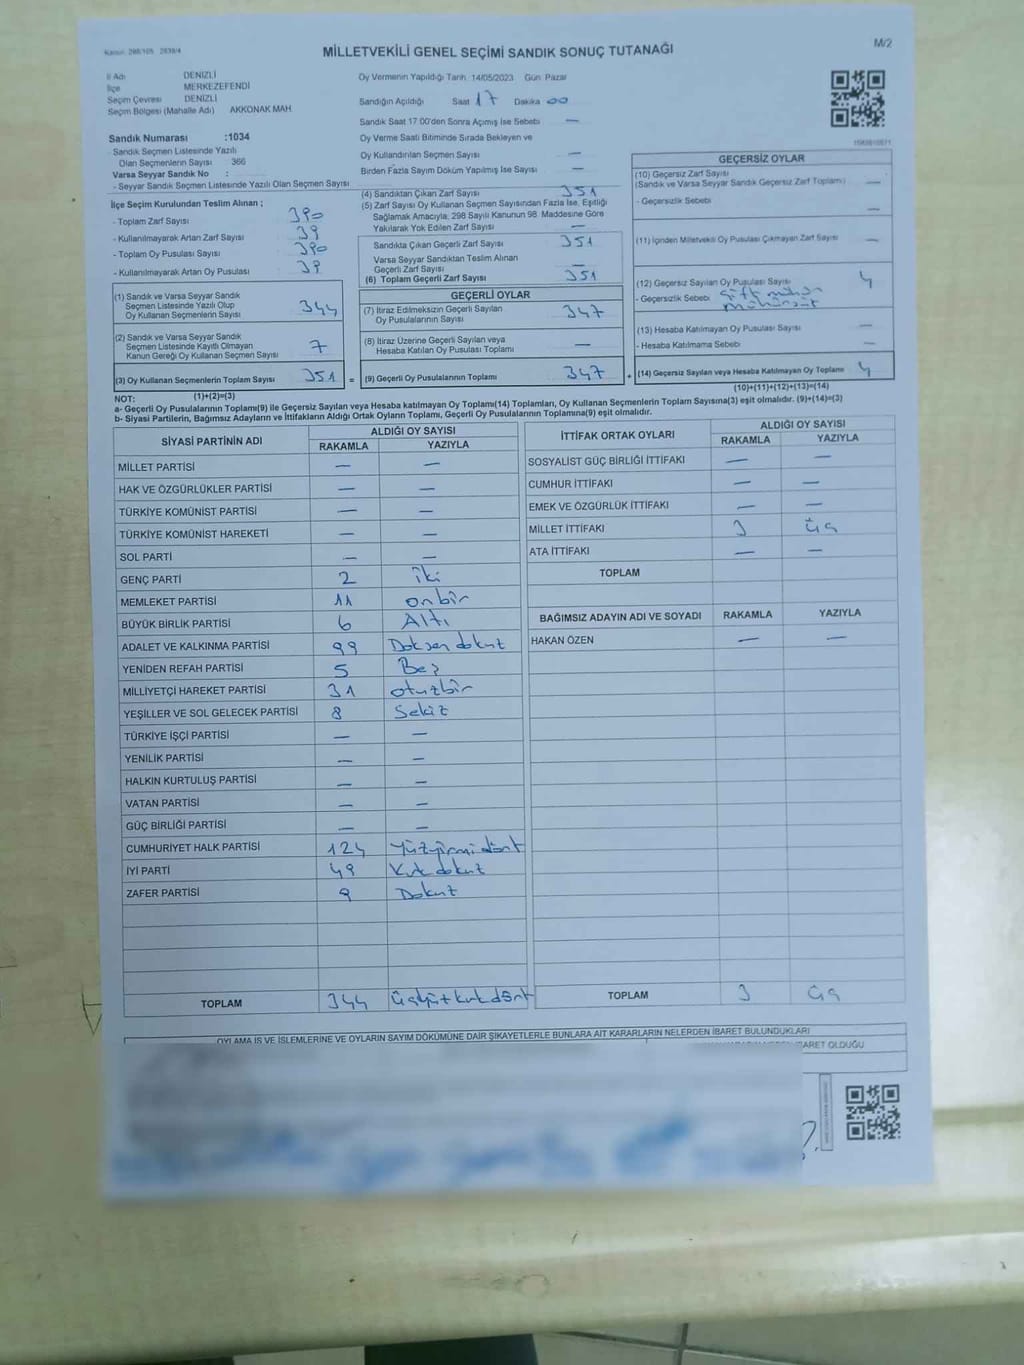 Kanun: 298/105 2839/4
MİLLETVEKİLİ GENEL SEÇİMİ SANDIK SONUÇ TUTANAĞI
M/2
İl Adı DENİZLİ
İlçe MERKEZEFENDİ
Seçim Çevresi DENİZLİ
Seçim Bölgesi (Mahalle Adı) AKKONAK MAH
Oy Vermenin Yapıldığı Tarih 14/05/2023 Gün: Pazar
Sandığın Açıldığı Saat 17 Dakika 00
Sandık Saat 17.00'den Sonra Açımış İse Sebebi —
Sandık Numarası :1034
- Sandık Seçmen Listesinde Yazılı
Olan Seçmenlerin Sayısı 366
Varsa Seyyar Sandık No :
- Seyyar Sandık Seçmen Listesinde Yazılı Olan Seçmen Sayısı
Oy Verme Saati Bitiminde Sırada Bekleyen ve
Oy Kullandırılan Seçmen Sayısı —
Birden Fazla Sayım Döküm Yapılmış İse Sayısı —
İlçe Seçim Kurulundan Teslim Alınan ;
- Toplam Zarf Sayısı 390
- Kullanılmayarak Artan Zarf Sayısı 39
- Toplam Oy Pusulası Sayısı 390
- Kullanılmayarak Artan Oy Pusulası 39
(4) Sandıktan Çıkan Zarf Sayısı 351
(5) Zarf Sayısı Oy Kullanan Seçmen Sayısından Fazla İse, Eşitliği
Sağlamak Amacıyla, 298 Sayılı Kanunun 98. Maddesine Göre
Yakılarak Yok Edilen Zarf Sayısı —
Sandıkta Çıkan Geçerli Zarf Sayısı 351
Varsa Seyyar Sandıktan Teslim Alınan
Geçerli Zarf Sayısı —
(6) Toplam Geçerli Zarf Sayısı 351
GEÇERSİZ OYLAR
(10) Geçersiz Zarf Sayısı
(Sandık ve Varsa Seyyar Sandık Geçersiz Zarf Toplamı) —
- Geçersizlik Sebebi —
(11) İçinden Milletvekili Oy Pusulası Çıkmayan Zarf Sayısı —
(12) Geçersiz Sayılan Oy Pusulası Sayısı 4
- Geçersizlik Sebebi çift mühür
mühürsüz
(13) Hesaba Katılmayan Oy Pusulası Sayısı —
- Hesaba Katılmama Sebebi —
(14) Geçersiz Sayılan veya Hesaba Katılmayan Oy Toplamı 4
(10)+(11)+(12)+(13)=(14)
(1) Sandık ve Varsa Seyyar Sandık
Seçmen Listesinde Yazılı Olup
Oy Kullanan Seçmenlerin Sayısı 344
(2) Sandık ve Varsa Seyyar Sandık
Seçmen Listesinde Kayıtlı Olmayan
Kanun Gereği Oy Kullanan Seçmen Sayısı 7
(3) Oy Kullanan Seçmenlerin Toplam Sayısı 351 =
(1)+(2)=(3)
GEÇERLİ OYLAR
(7) İtiraz Edilmeksizin Geçerli Sayılan
Oy Pusulalarının Sayısı 347
(8) İtiraz Üzerine Geçerli Sayılan veya
Hesaba Katılan Oy Pusulası Toplamı —
(9) Geçerli Oy Pusulalarının Toplamı 347 +
NOT:
a- Geçerli Oy Pusulalarının Toplamı(9) ile Geçersiz Sayılan veya Hesaba katılmayan Oy Toplamı(14) Toplamları, Oy Kullanan Seçmenlerin Toplam Sayısına(3) eşit olmalıdır. (9)+(14)=(3)
b- Siyasi Partilerin, Bağımsız Adayların ve İttifakların Aldığı Ortak Oyların Toplamı, Geçerli Oy Pusulalarının Toplamına(9) eşit olmalıdır.
SİYASİ PARTİNİN ADI ALDIĞI OY SAYISI
RAKAMLA YAZIYLA
MİLLET PARTİSİ — —
HAK VE ÖZGÜRLÜKLER PARTİSİ — —
TÜRKİYE KOMÜNİST PARTİSİ — —
TÜRKİYE KOMÜNİST HAREKETİ — —
SOL PARTİ — —
GENÇ PARTİ 2 iki
MEMLEKET PARTİSİ 11 onbir
BÜYÜK BİRLİK PARTİSİ 6 Altı
ADALET VE KALKINMA PARTİSİ 99 Doksandokuz
YENİDEN REFAH PARTİSİ 5 Beş
MİLLİYETÇİ HAREKET PARTİSİ 31 otuzbir
YEŞİLLER VE SOL GELECEK PARTİSİ 8 Sekiz
TÜRKİYE İŞÇİ PARTİSİ — —
YENİLİK PARTİSİ — —
HALKIN KURTULUŞ PARTİSİ — —
VATAN PARTİSİ — —
GÜÇ BİRLİĞİ PARTİSİ — —
CUMHURİYET HALK PARTİSİ 124 Yüzyirmidört
İYİ PARTİ 49 Kırkdokuz
ZAFER PARTİSİ 9 Dokuz
TOPLAM 344 Üçyüzkırkdört
İTTİFAK ORTAK OYLARI ALDIĞI OY SAYISI
RAKAMLA YAZIYLA
SOSYALİST GÜÇ BİRLİĞİ İTTİFAKI — —
CUMHUR İTTİFAKI — —
EMEK VE ÖZGÜRLÜK İTTİFAKI — —
MİLLET İTTİFAKI 3 üç
ATA İTTİFAKI — —
TOPLAM
BAĞIMSIZ ADAYIN ADI VE SOYADI RAKAMLA YAZIYLA
HAKAN ÖZEN — —
TOPLAM 3 üç
OYLAMA İŞ VE İŞLEMLERİNE VE OYLARIN SAYIM DÖKÜMÜNE DAİR ŞİKAYETLERLE BUNLARA AİT KARARLARIN NELERDEN İBARET BULUNDUKLARI
İBARET OLDUĞU